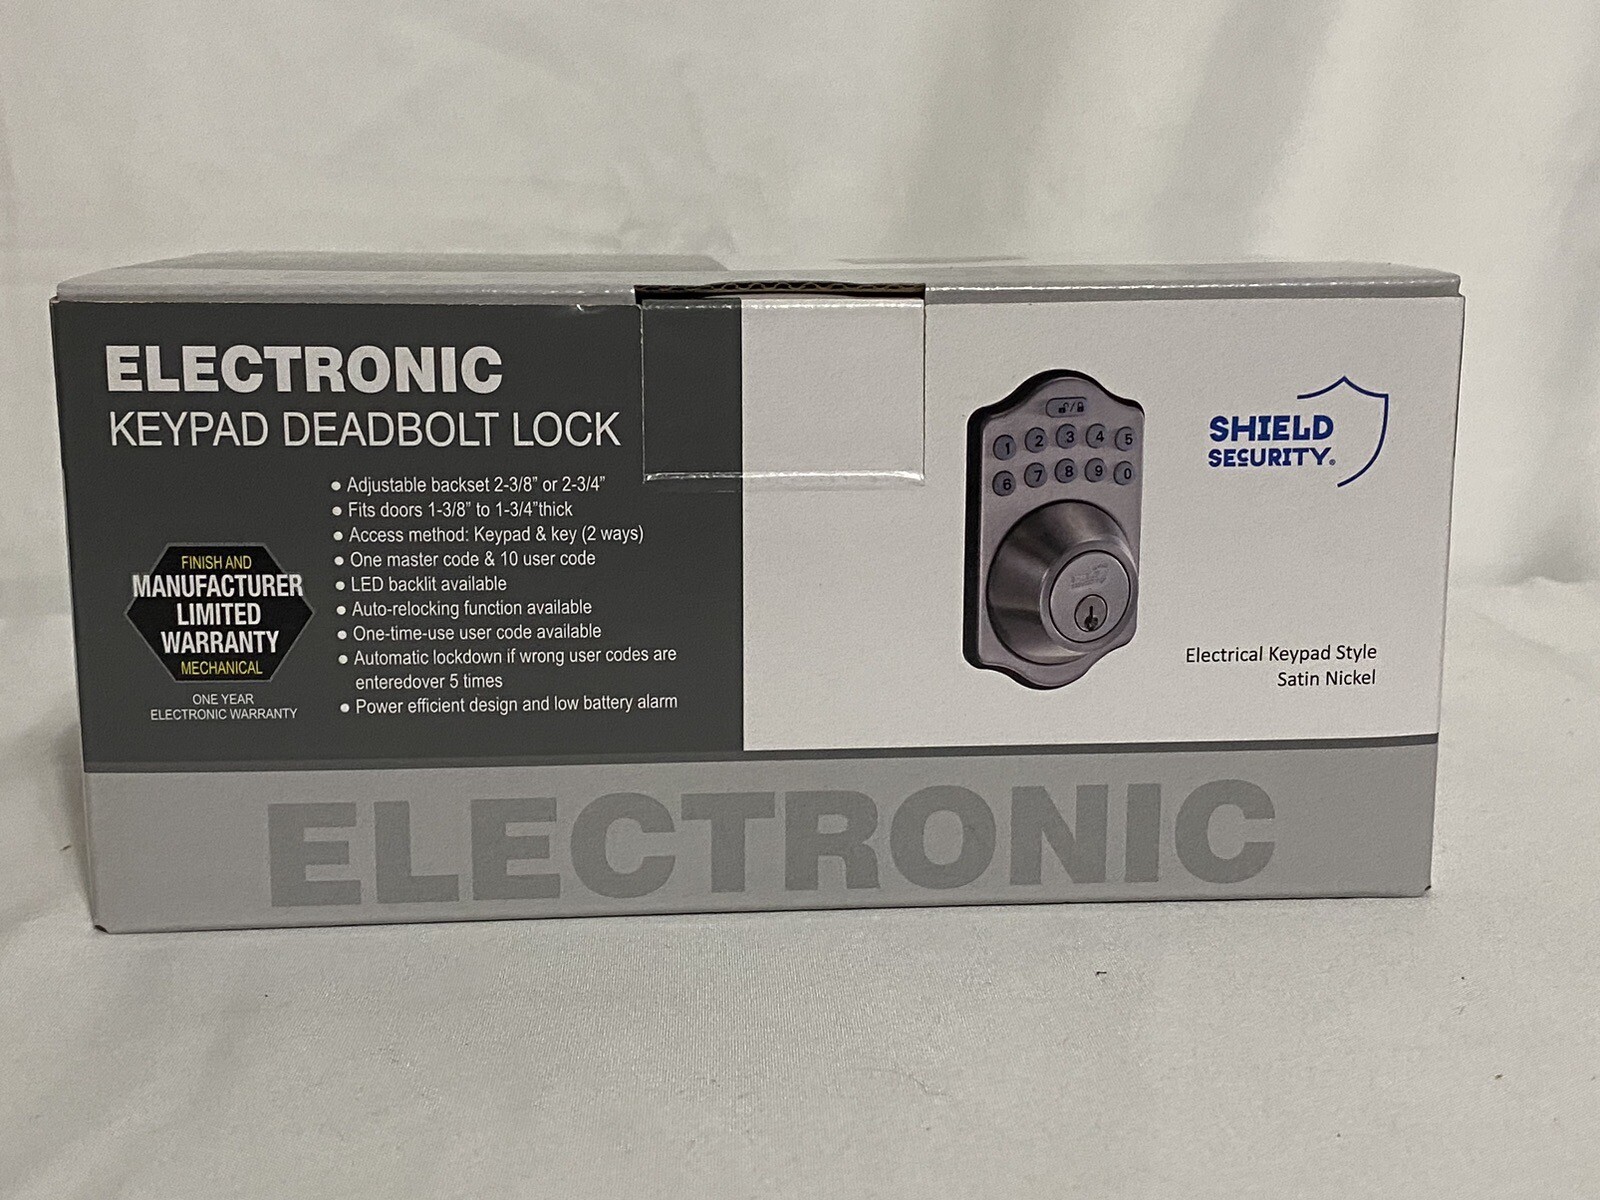 ELECTRONIC
KEYPAD DEADBOLT LOCK
● Adjustable backset 2-3/8” or 2-3/4”
● Fits doors 1-3/8” to 1-3/4”thick
● Access method: Keypad & key (2 ways)
● One master code & 10 user code
● LED backlit available
● Auto-relocking function available
● One-time-use user code available
● Automatic lockdown if wrong user codes are
enteredover 5 times
● Power efficient design and low battery alarm
FINISH AND
MANUFACTURER
LIMITED
WARRANTY
MECHANICAL
ONE YEAR
ELECTRONIC WARRANTY
1 2 3 4 5
6 7 8 9 0
SHIELD
SECURITY®
Electrical Keypad Style
Satin Nickel
ELECTRONIC